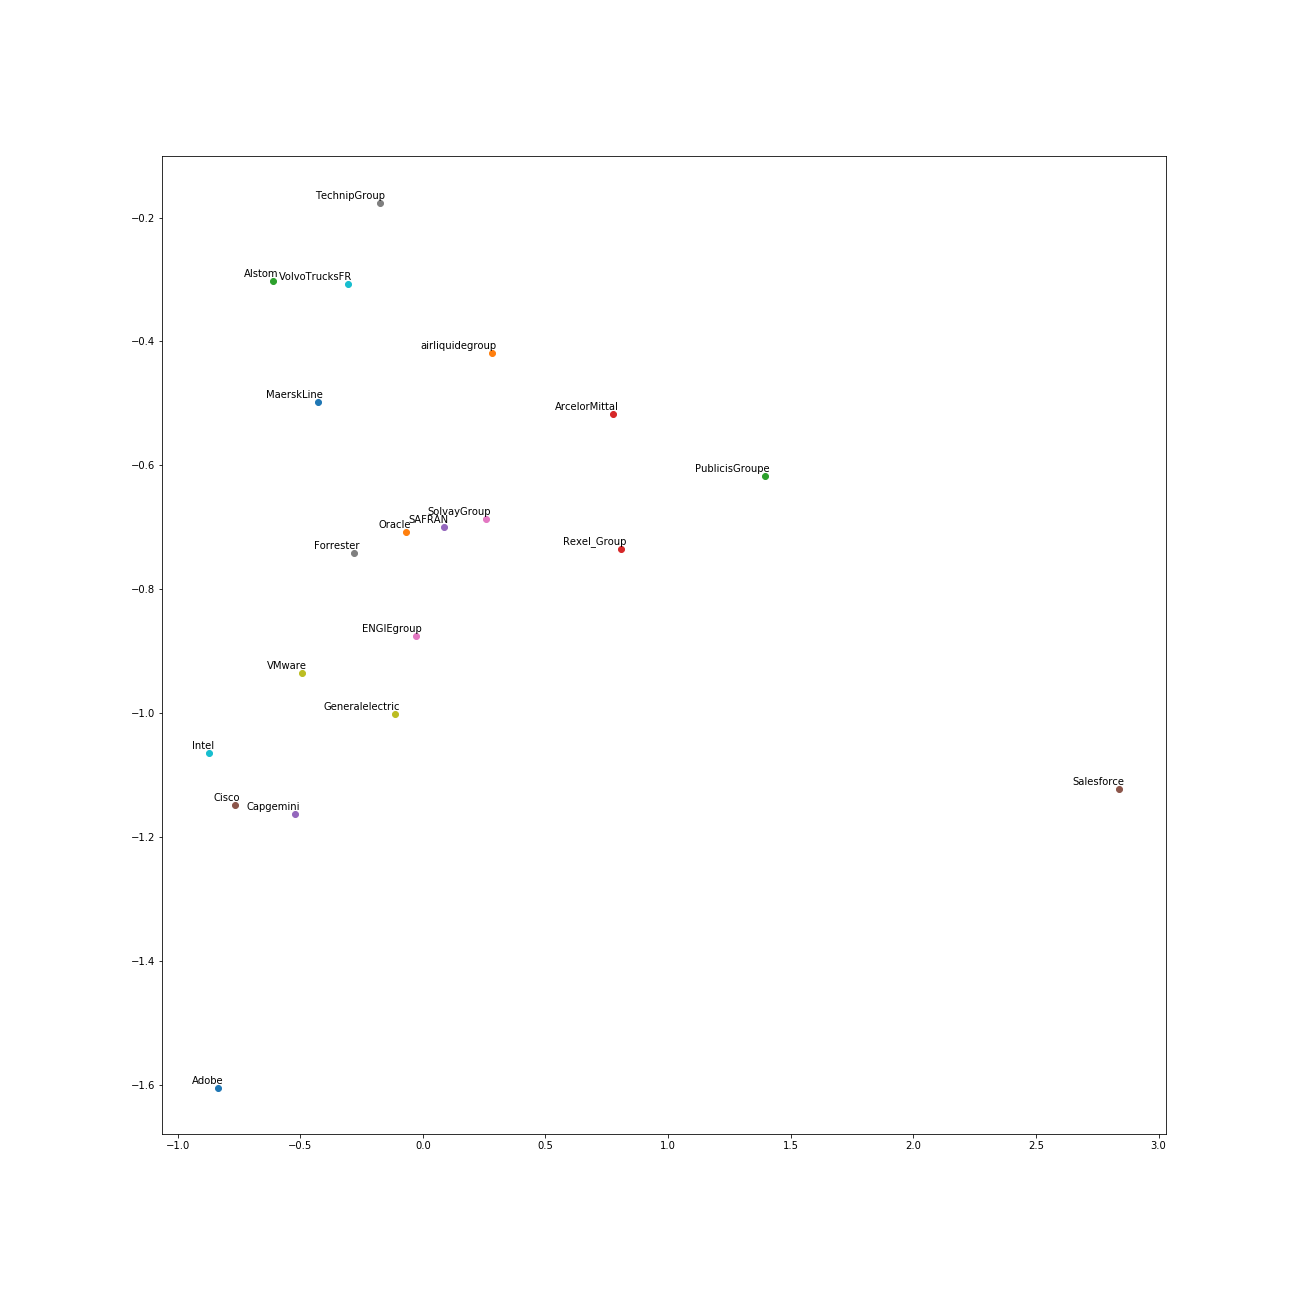 TechnipGroup
−0.2
Alstom
VolvoTrucksFR
−0.4
airliquidegroup
MaerskLine
ArcelorMittal
−0.6
PublicisGroupe
SolvayGroup
SAFRAN
Oracle
Rexel_Group
Forrester
−0.8
ENGIEgroup
VMware
Generalelectric
−1.0
Intel
Salesforce
Cisco
Capgemini
−1.2
−1.4
Adobe
−1.6
−1.0 −0.5 0.0 0.5 1.0 1.5 2.0 2.5 3.0